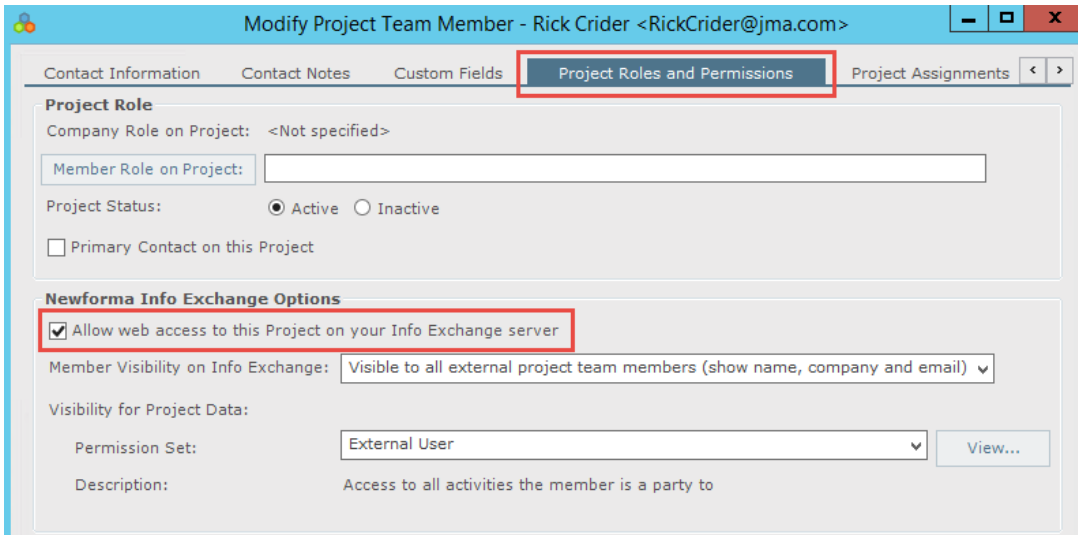 Modify Project Team Member - Rick Crider <RickCrider@jma.com>
Contact Information Contact Notes Custom Fields Project Roles and Permissions Project Assignments
Project Role
Company Role on Project: <Not specified>
Member Role on Project:
Project Status: Active Inactive
Primary Contact on this Project
Newforma Info Exchange Options
Allow web access to this Project on your Info Exchange server
Member Visibility on Info Exchange: Visible to all external project team members (show name, company and email)
Visibility for Project Data:
Permission Set: External User View...
Description: Access to all activities the member is a party to